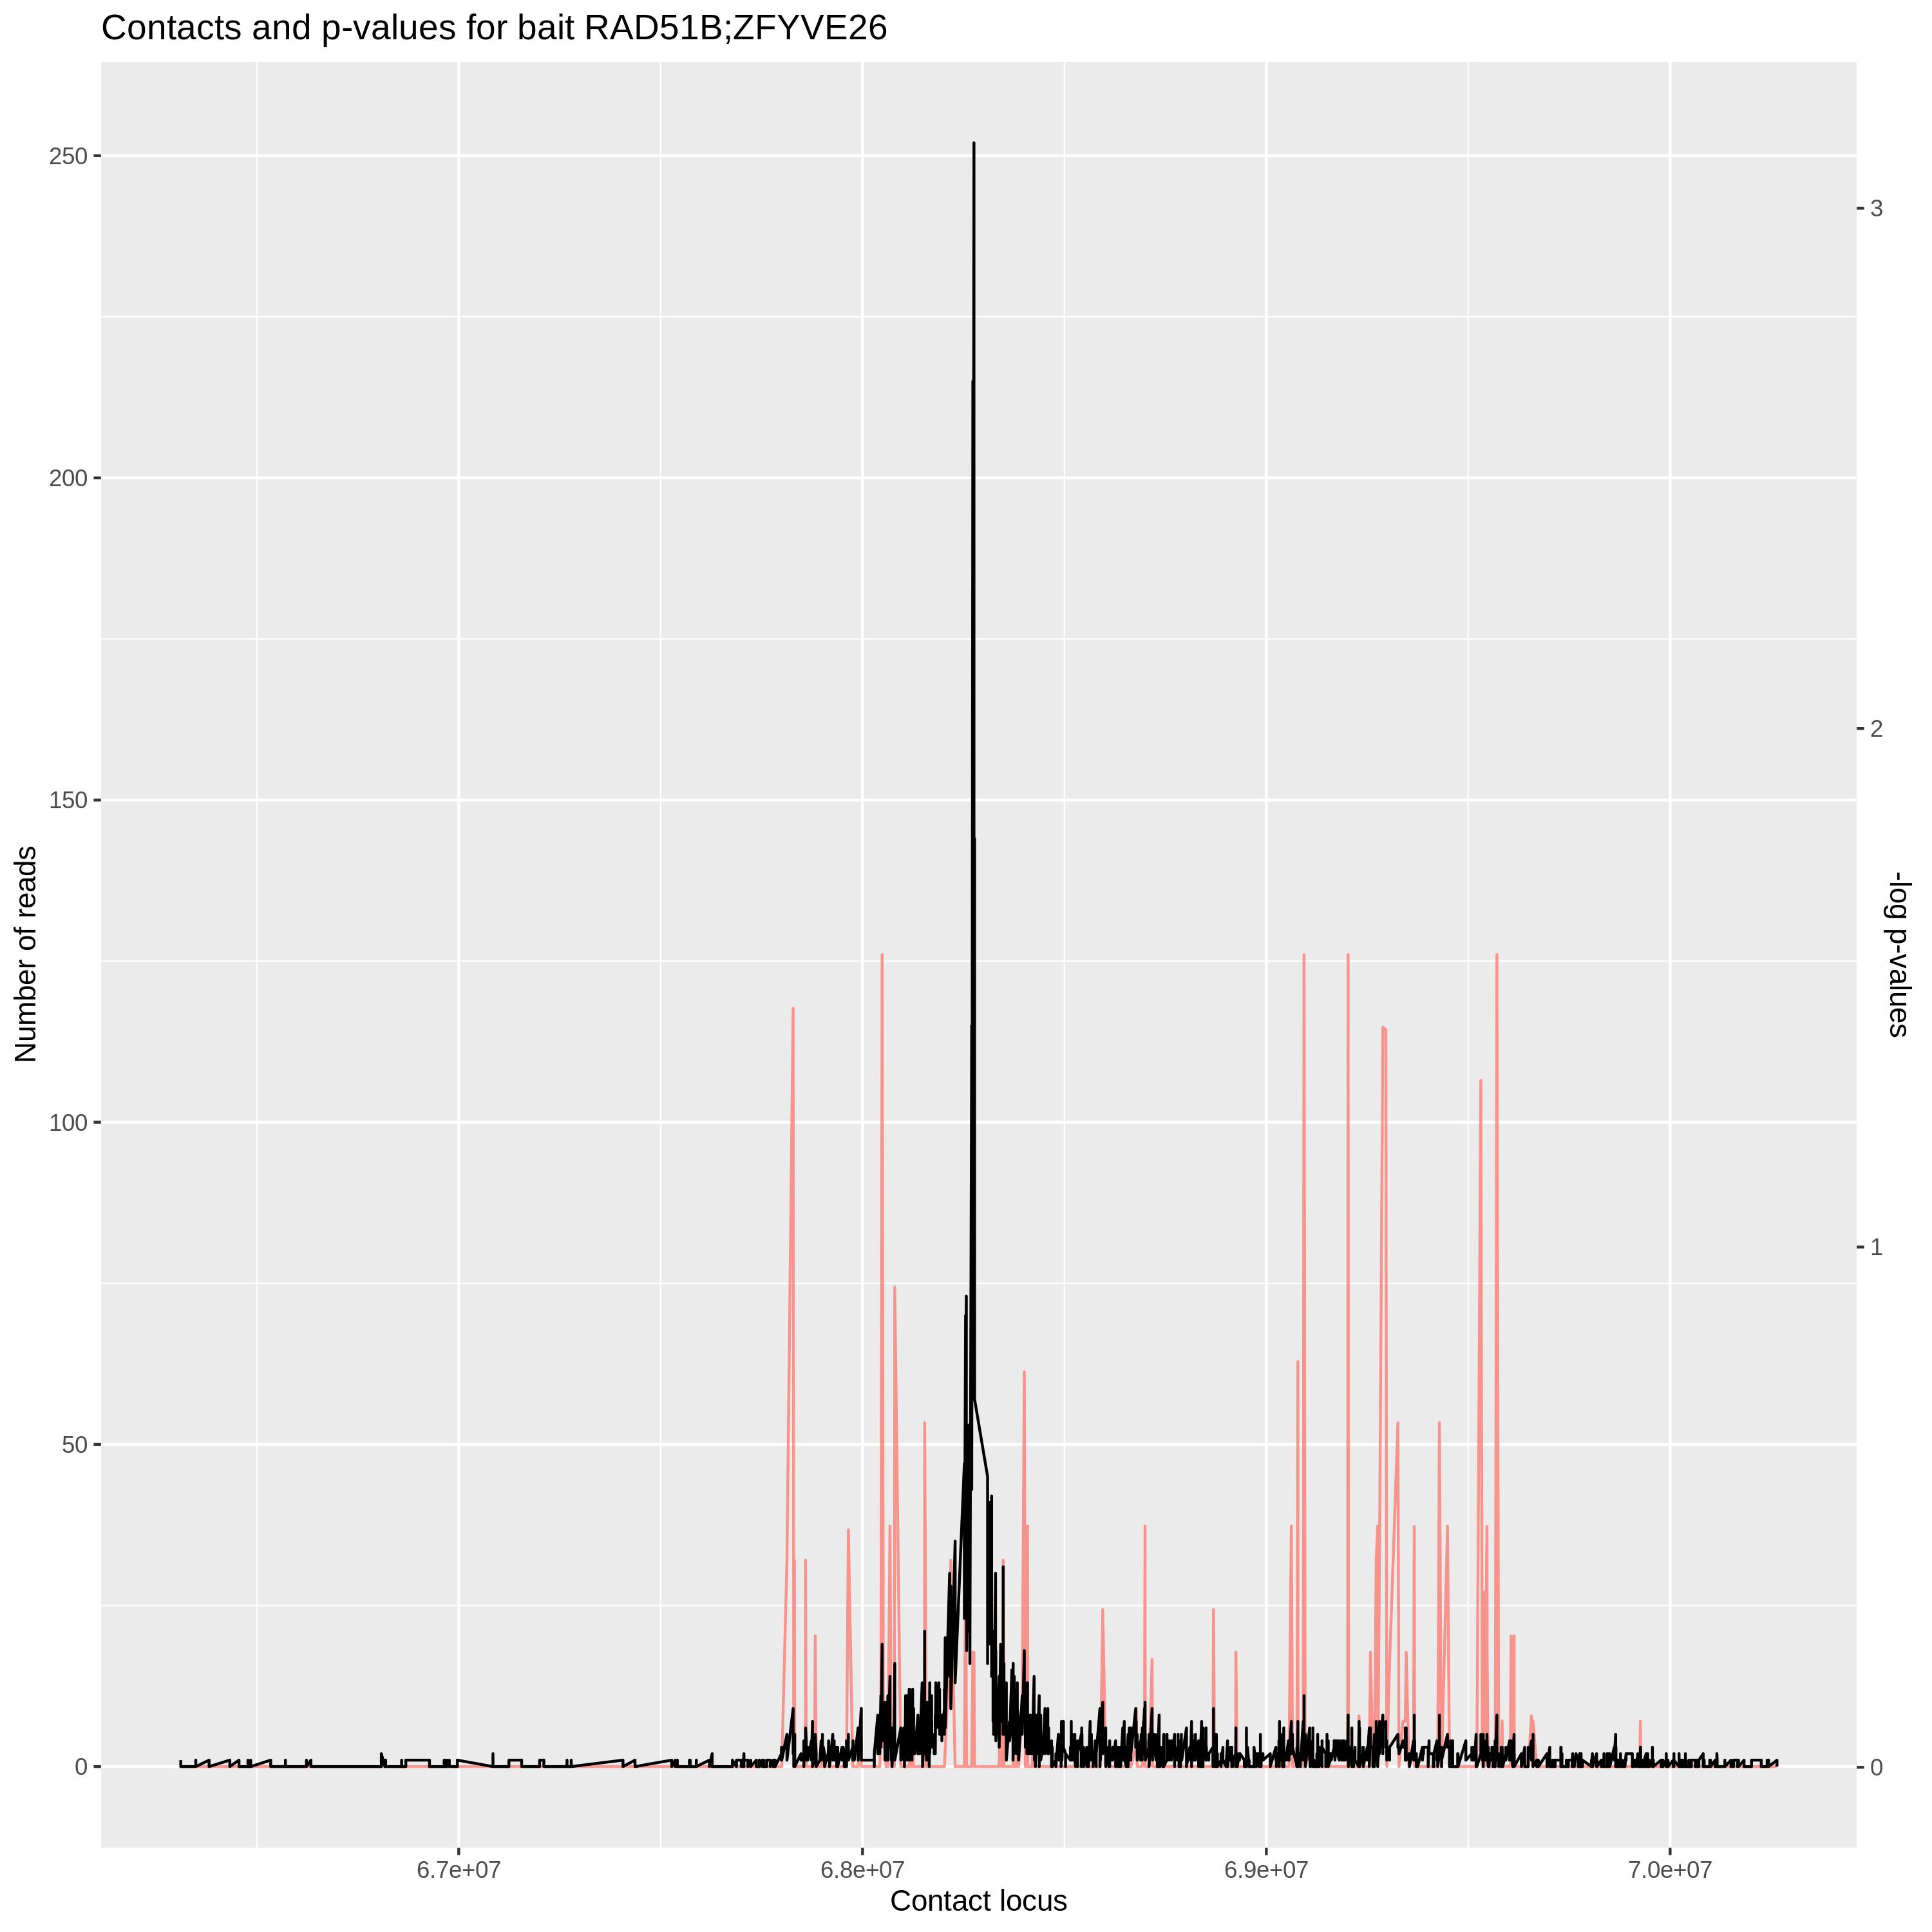 Contacts and p-values for bait RAD51B;ZFYVE26
250
200
150
100
50
0
Number of reads
3
2
1
0
-log p-values
6.7e+07 6.8e+07 6.9e+07 7.0e+07
Contact locus